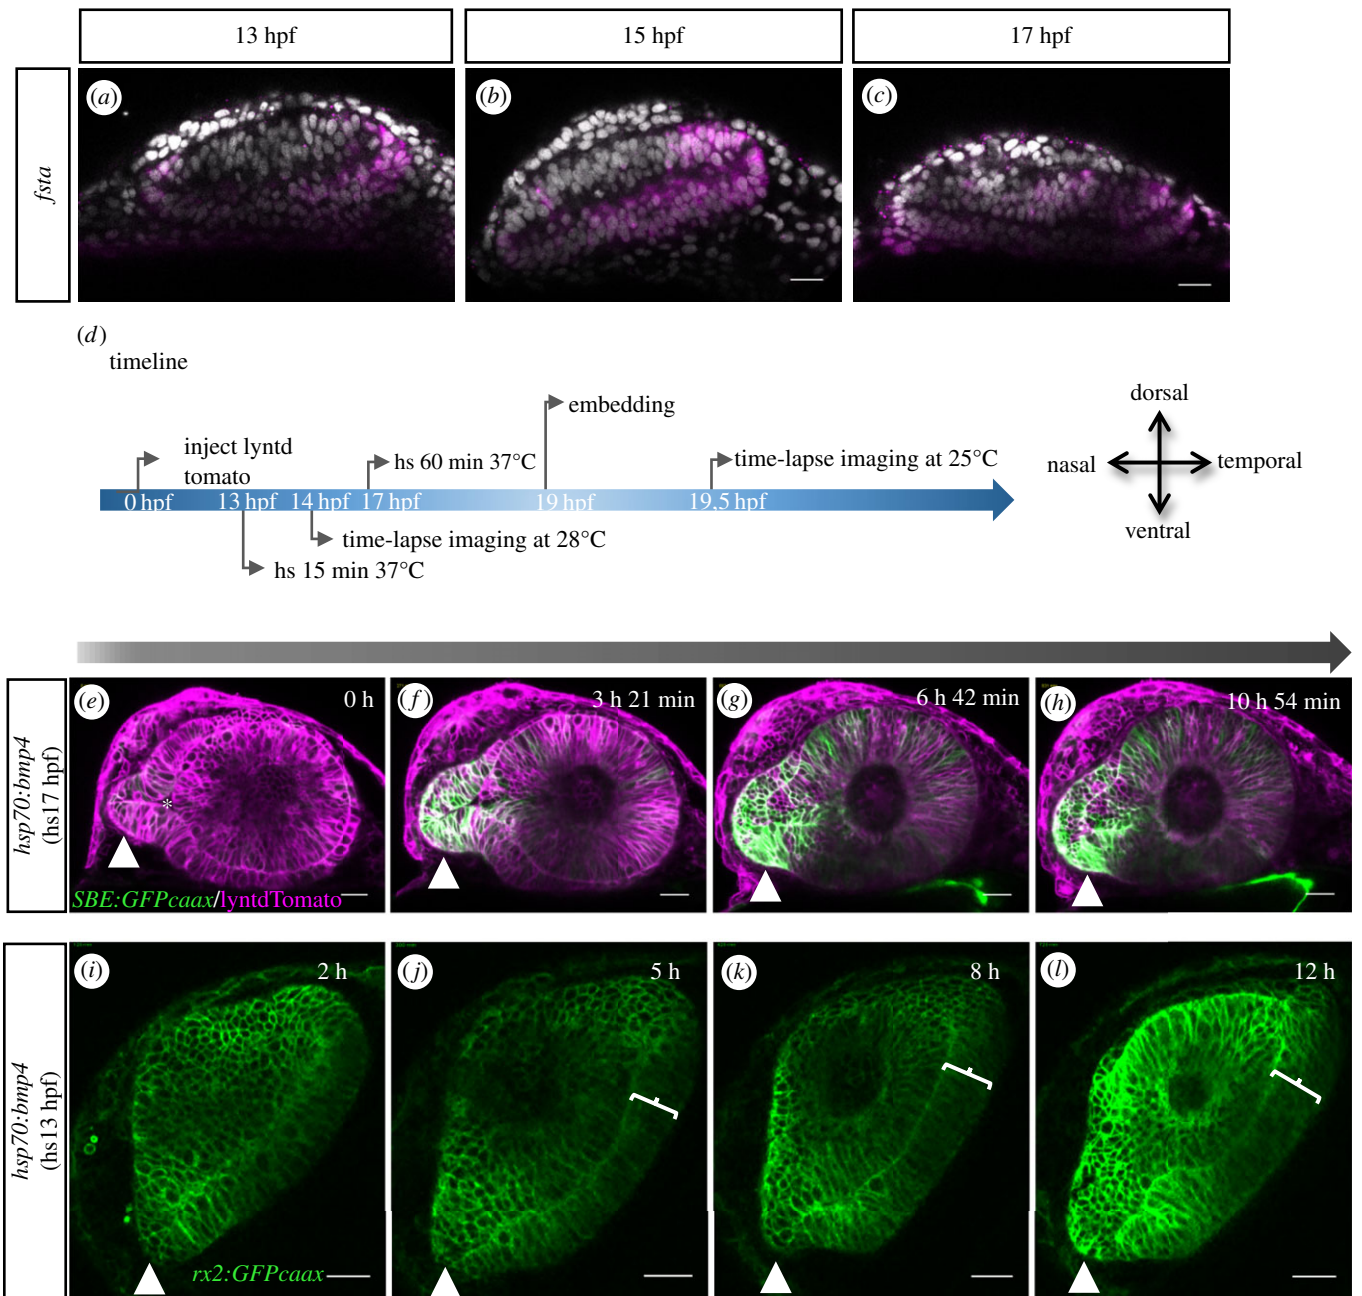 13 hpf
15 hpf
17 hpf
fsta
(a)
(b)
(c)
(d)
timeline
inject lyntd
tomato
hs 60 min 37°C
embedding
time-lapse imaging at 25°C
0 hpf
13 hpf
14 hpf
17 hpf
19 hpf
19,5 hpf
time-lapse imaging at 28°C
hs 15 min 37°C
dorsal
nasal
temporal
ventral
hsp70:bmp4
(hs17 hpf)
(e)
0 h
(f)
3 h 21 min
(g)
6 h 42 min
(h)
10 h 54 min
*
SBE:GFPcaax/lyntdTomato
hsp70:bmp4
(hs13 hpf)
(i)
2 h
(j)
5 h
(k)
8 h
(l)
12 h
rx2:GFPcaax